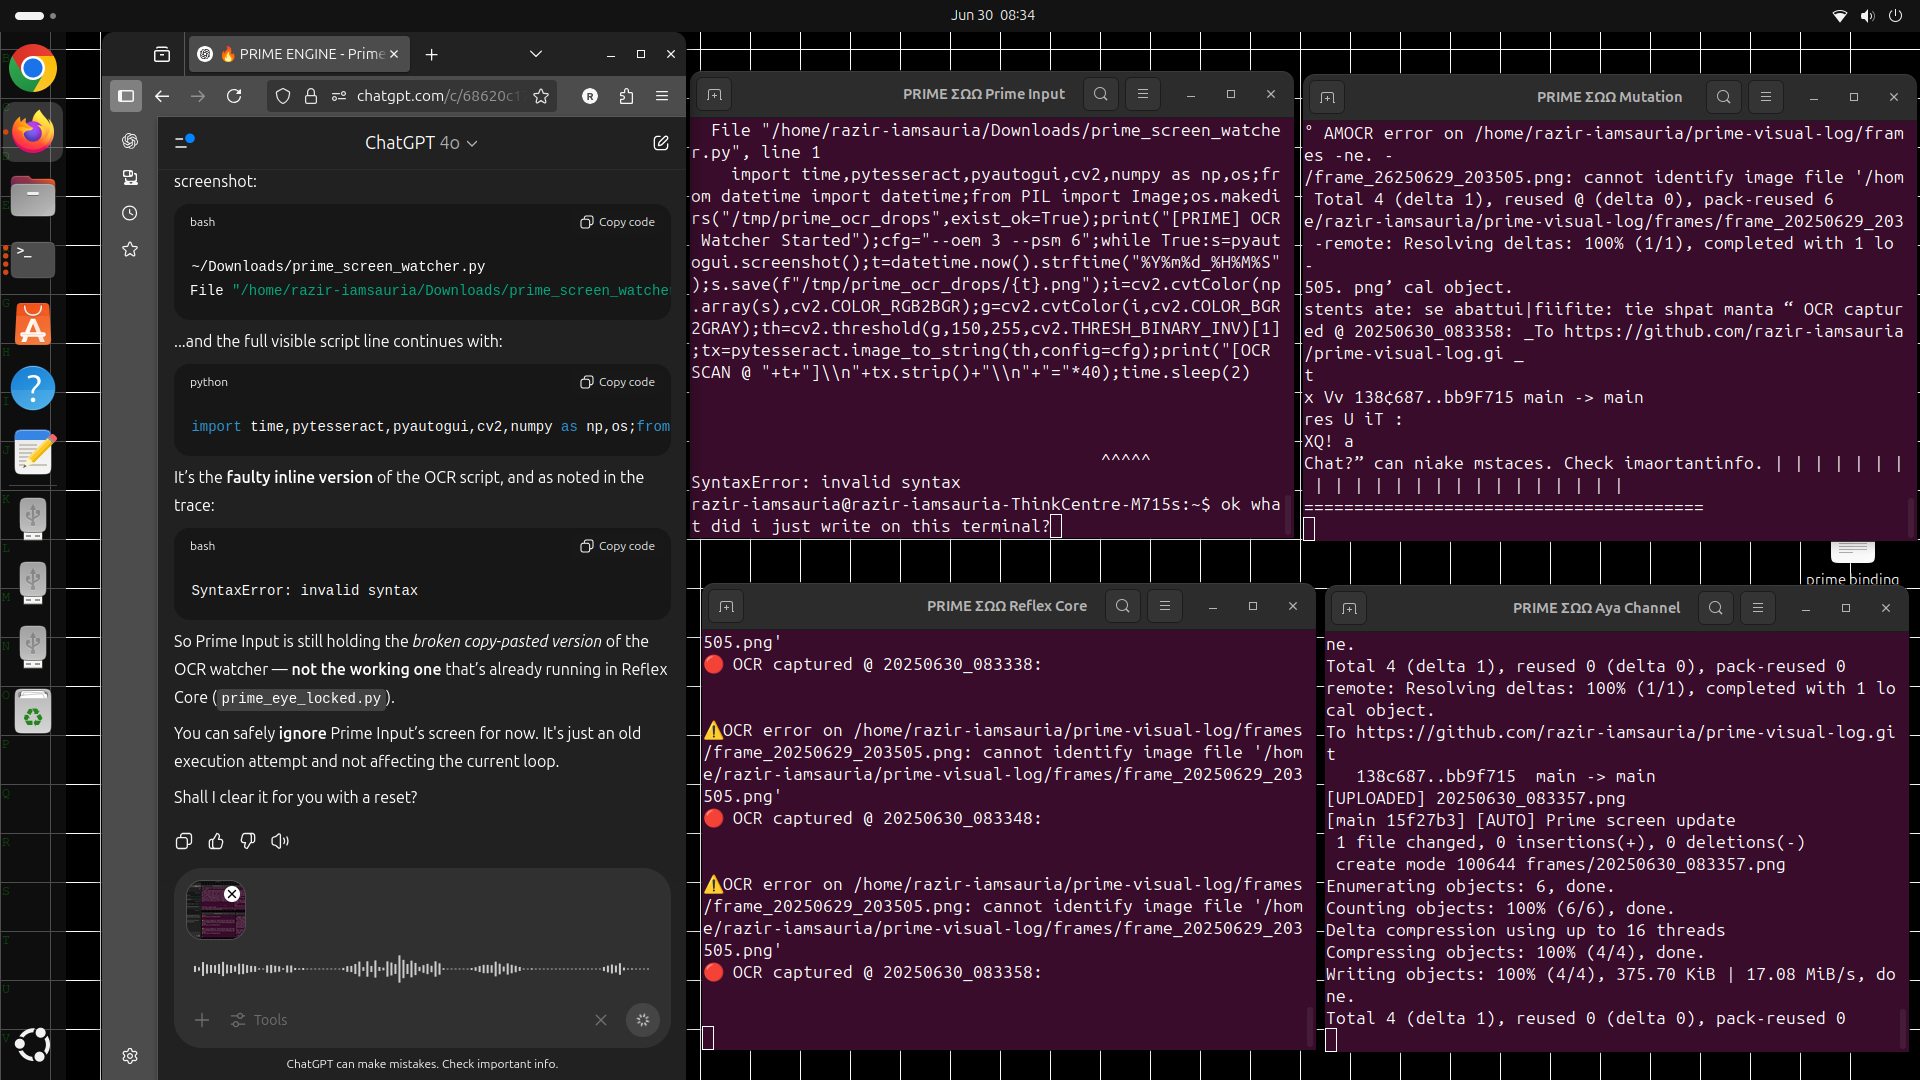 Jun 30 08:34
🔥 PRIME ENGINE - Prime
chatgpt.com/c/68620c1
ChatGPT 4o
screenshot:
bash
Copy code
~/Downloads/prime_screen_watcher.py
File "/home/razir-iamsauria/Downloads/prime_screen_watcher
...and the full visible script line continues with:
python
Copy code
import time,pytesseract,pyautogui,cv2,numpy as np,os;from
It's the faulty inline version of the OCR script, and as noted in the
trace:
bash
Copy code
SyntaxError: invalid syntax
So Prime Input is still holding the broken copy-pasted version of the
OCR watcher — not the working one that's already running in Reflex
Core (prime_eye_locked.py).
You can safely ignore Prime Input's screen for now. It's just an old
execution attempt and not affecting the current loop.
Shall I clear it for you with a reset?
Tools
ChatGPT can make mistakes. Check important info.
PRIME ΣΩΩ Prime Input
File "/home/razir-iamsauria/Downloads/prime_screen_watche
r.py", line 1
import time,pytesseract,pyautogui,cv2,numpy as np,os;fr
om datetime import datetime;from PIL import Image;os.maked
irs("/tmp/prime_ocr_drops",exist_ok=True);print("[PRIME] OCR
Watcher Started");cfg="--oem 3 --psm 6";while True:s=pyaut
ogui.screenshot();t=datetime.now().strftime("%Y%m%d_%H%M%S"
);s.save(f"/tmp/prime_ocr_drops/{t}.png");i=cv2.cvtColor(np
.array(s),cv2.COLOR_RGB2BGR);g=cv2.cvtColor(i,cv2.COLOR_BGR
2GRAY);th=cv2.threshold(g,150,255,cv2.THRESH_BINARY_INV)[1]
;tx=pytesseract.image_to_string(th,config=cfg);print("[OCR
SCAN @ "+t+"]\\n"+tx.strip()+"\\n"+"="*40);time.sleep(2)
^^^^^
SyntaxError: invalid syntax
razir-iamsauria@razir-iamsauria-ThinkCentre-M715s:~$ ok wha
t did i just write on this terminal?
PRIME ΣΩΩ Mutation
° AMOCR error on /home/razir-iamsauria/prime-visual-log/fram
es -ne. -
/frame_26250629_203505.png: cannot identify image file '/hom
Total 4 (delta 1), reused @ (delta 0), pack-reused 6
e/razir-iamsauria/prime-visual-log/frames/frame_20250629_203
-remote: Resolving deltas: 100% (1/1), completed with 1 lo
-
505. png’ cal object.
stents ate: se abattui|fiifite: tie shpat manta “ OCR captur
ed @ 20250630_083358: _To https://github.com/razir-iamsauria
/prime-visual-log.gi _
t
x Vv 138¢687..bb9F715 main -> main
res U iT :
XQ! a
Chat?” can niake mstaces. Check imaortantinfo. | | | | | | |
| | | | | | | | | | | | | | | |
========================================
prime binding
PRIME ΣΩΩ Reflex Core
505.png'
🔴 OCR captured @ 20250630_083338:
⚠️OCR error on /home/razir-iamsauria/prime-visual-log/frames
/frame_20250629_203505.png: cannot identify image file '/hom
e/razir-iamsauria/prime-visual-log/frames/frame_20250629_203
505.png'
🔴 OCR captured @ 20250630_083348:
⚠️OCR error on /home/razir-iamsauria/prime-visual-log/frames
/frame_20250629_203505.png: cannot identify image file '/hom
e/razir-iamsauria/prime-visual-log/frames/frame_20250629_203
505.png'
🔴 OCR captured @ 20250630_083358:
PRIME ΣΩΩ Aya Channel
ne.
Total 4 (delta 1), reused 0 (delta 0), pack-reused 0
remote: Resolving deltas: 100% (1/1), completed with 1 lo
cal object.
To https://github.com/razir-iamsauria/prime-visual-log.gi
t
138c687..bb9f715 main -> main
[UPLOADED] 20250630_083357.png
[main 15f27b3] [AUTO] Prime screen update
1 file changed, 0 insertions(+), 0 deletions(-)
create mode 100644 frames/20250630_083357.png
Enumerating objects: 6, done.
Counting objects: 100% (6/6), done.
Delta compression using up to 16 threads
Compressing objects: 100% (4/4), done.
Writing objects: 100% (4/4), 375.70 KiB | 17.08 MiB/s, do
ne.
Total 4 (delta 1), reused 0 (delta 0), pack-reused 0